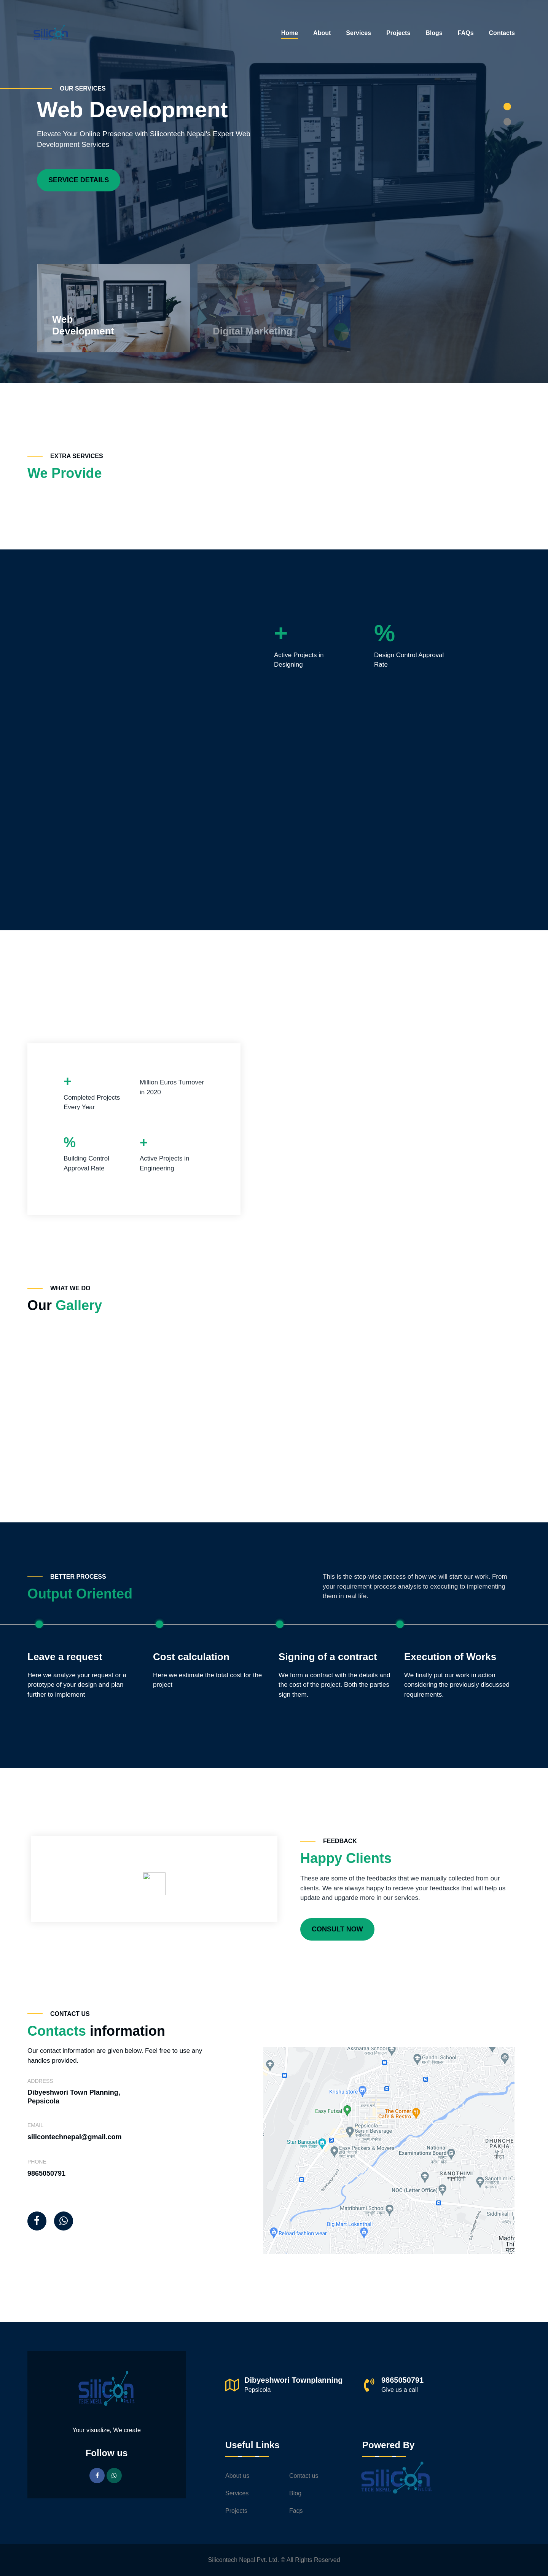 Silicon
Home
About
Services
Projects
Blogs
FAQs
Contacts
OUR SERVICES
Web Development
Elevate Your Online Presence with Silicontech Nepal's Expert Web
Development Services
SERVICE DETAILS
Web
Development
Digital Marketing
EXTRA SERVICES
We Provide
+
Active Projects in
Designing
%
Design Control Approval
Rate
+
Completed Projects
Every Year
Million Euros Turnover
in 2020
%
Building Control
Approval Rate
+
Active Projects in
Engineering
WHAT WE DO
Our Gallery
BETTER PROCESS
Output Oriented
This is the step-wise process of how we will start our work. From
your requirement process analysis to executing to implementing
them in real life.
Leave a request
Here we analyze your request or a
prototype of your design and plan
further to implement
Cost calculation
Here we estimate the total cost for the
project
Signing of a contract
We form a contract with the details and
the cost of the project. Both the parties
sign them.
Execution of Works
We finally put our work in action
considering the previously discussed
requirements.
FEEDBACK
Happy Clients
These are some of the feedbacks that we manually collected from our
clients. We are always happy to recieve your feedbacks that will help us
update and upgarde more in our services.
CONSULT NOW
CONTACT US
Contacts information
Our contact information are given below. Feel free to use any
handles provided.
ADDRESS
Dibyeshwori Town Planning,
Pepsicola
EMAIL
silicontechnepal@gmail.com
PHONE
9865050791
Aksharaa School
Gandhi School
Krishu store
Easy Futsal
The Corner
Cafe & Restro
Pepsicola
Baron Beverage
Star Banquet
Easy Peckers & Movers
National
Examinations Board
DHUNCHE
PAKHA
SANOTHIMI
Sanothimi Ca
NDC (Letter Office)
Matribhumi School
Siddhikali T
Big Mart Lokanthali
Reload fashion wear
Madhy
Thi
Silicon
Your visualize, We create
Follow us
Dibyeshwori Townplanning
Pepsicola
9865050791
Give us a call
Useful Links
About us
Contact us
Services
Blog
Projects
Faqs
Powered By
Silicon
Silicontech Nepal Pvt. Ltd. © All Rights Reserved